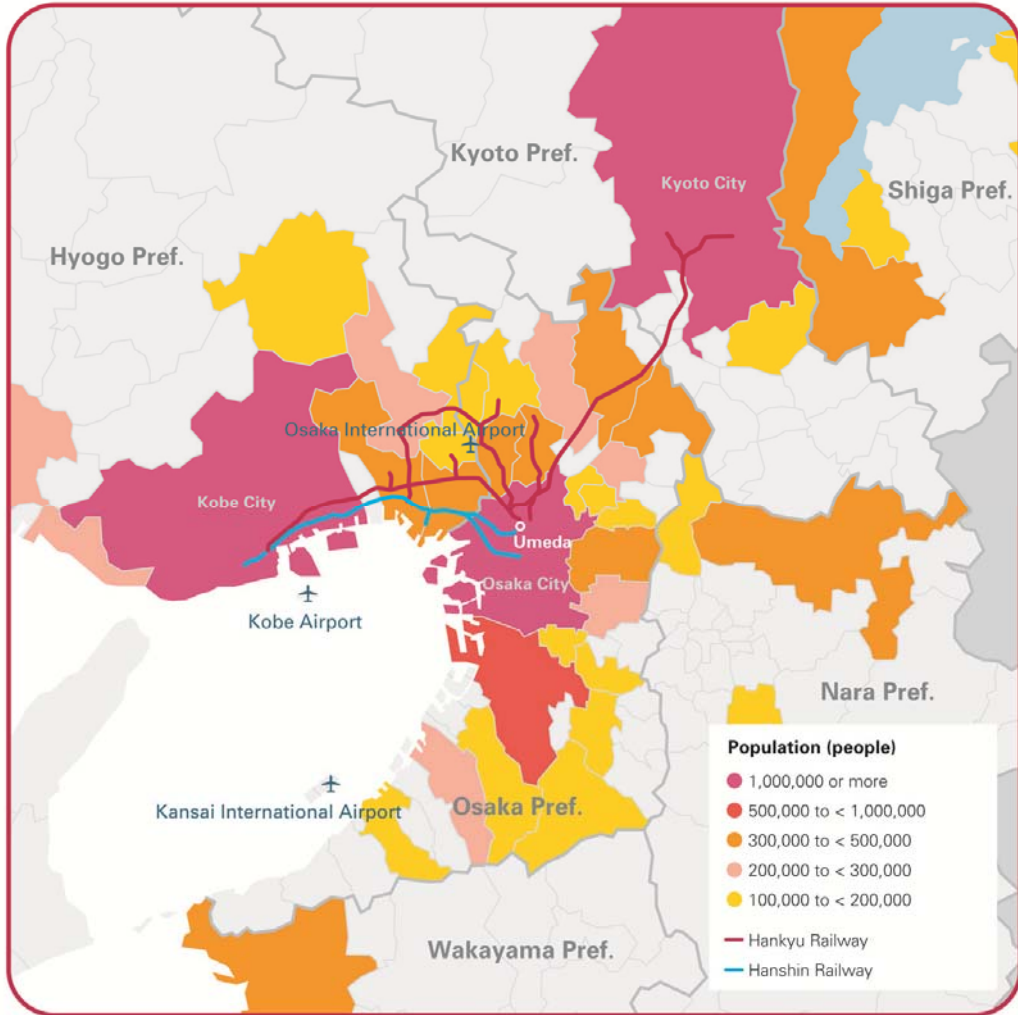 Kyoto Pref.
Kyoto City
Shiga Pref.
Hyogo Pref.
Osaka International Airport
Kobe City
Umeda
Osaka City
Kobe Airport
Nara Pref.
Kansai International Airport
Osaka Pref.
Wakayama Pref.
Population (people)
1,000,000 or more
500,000 to < 1,000,000
300,000 to < 500,000
200,000 to < 300,000
100,000 to < 200,000
Hankyu Railway
Hanshin Railway